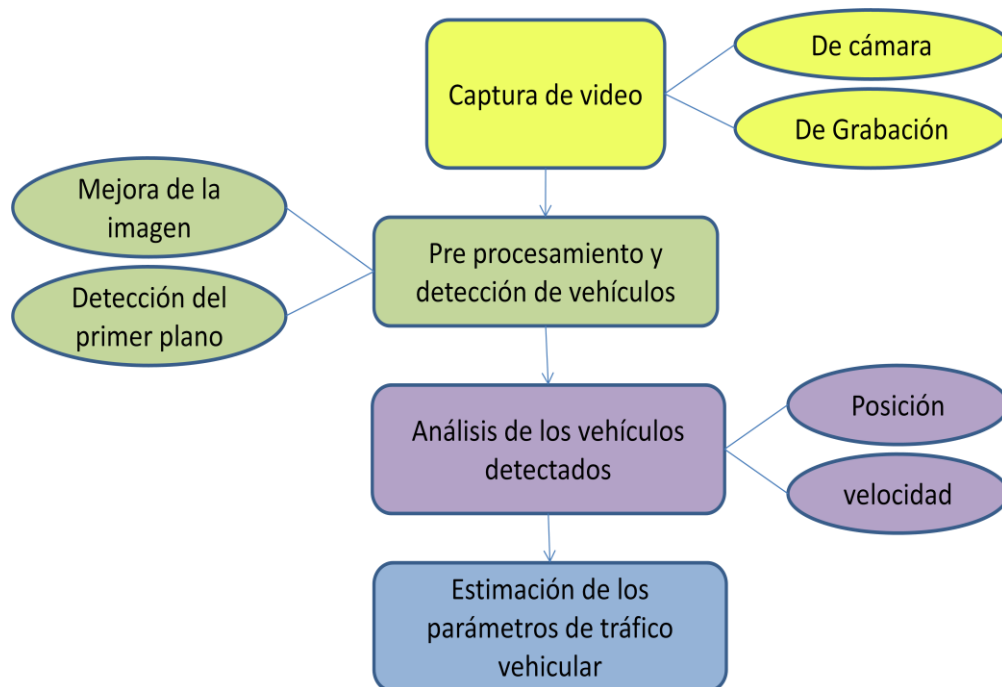 Captura de video
De cámara
De Grabación
Mejora de la
imagen
Detección del
primer plano
Pre procesamiento y
detección de vehículos
Análisis de los vehículos
detectados
Posición
velocidad
Estimación de los
parámetros de tráfico
vehicular